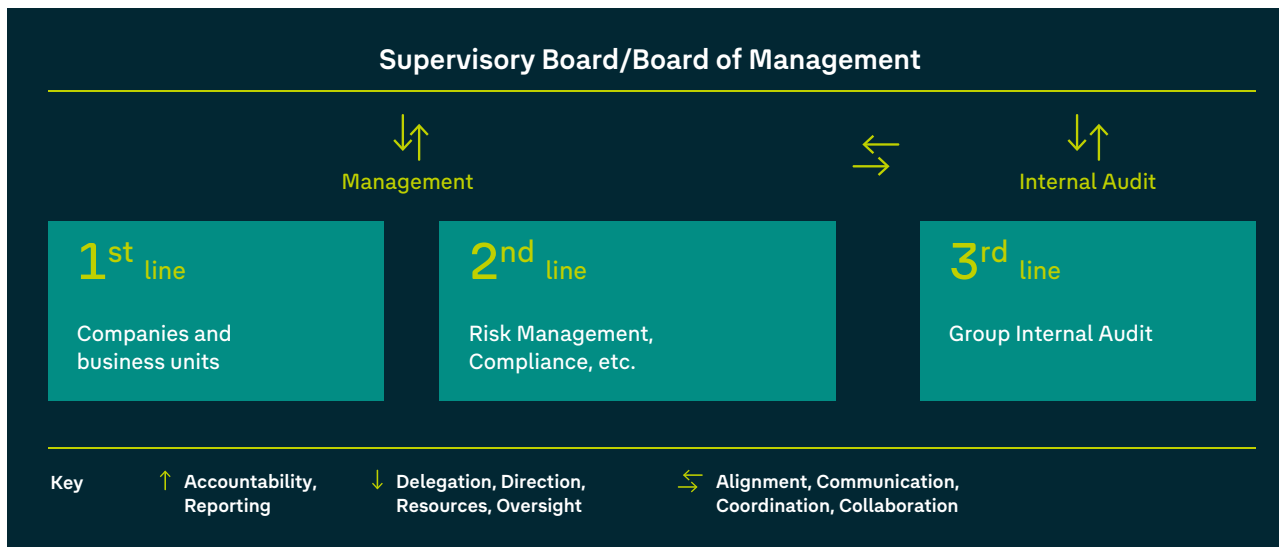 Supervisory Board/Board of Management
Management
Internal Audit
1st line
Companies and
business units
2nd line
Risk Management,
Compliance, etc.
3rd line
Group Internal Audit
Key
Accountability,
Reporting
Delegation, Direction,
Resources, Oversight
Alignment, Communication,
Coordination, Collaboration